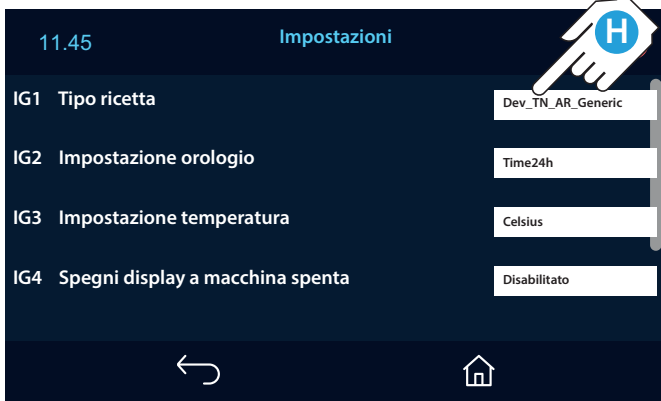 11.45 Impostazioni H
IG1 Tipo ricetta Dev_TN_AR_Generic
IG2 Impostazione orologio Time24h
IG3 Impostazione temperatura Celsius
IG4 Spegni display a macchina spenta Disabilitato